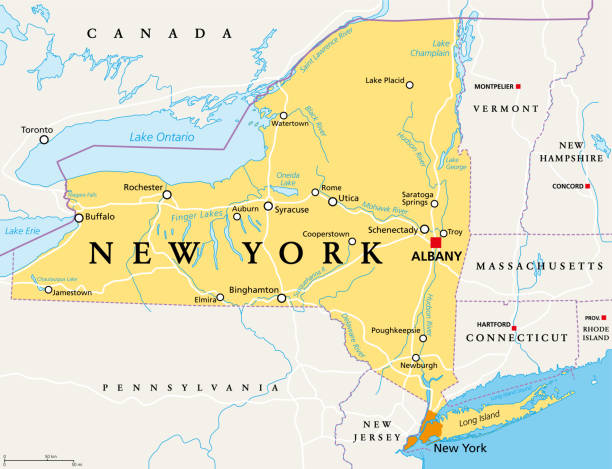 CANADA
Saint Lawrence River
Lake
Champlain
Lake Placid
MONTPELIER
VERMONT
Toronto
Lake Ontario
Watertown
Black River
Hudson River
Lake
George
NEW
HAMPSHIRE
CONCORD
Niagara Falls
Rochester
Oneida
Lake
Rome
Utica
Mohawk River
Saratoga
Springs
Lake Erie
Buffalo
Finger Lakes
Auburn
Syracuse
Cooperstown
Schenectady
Troy
NEW YORK
ALBANY
MASSACHUSETTS
Chautauqua Lake
Jamestown
Elmira
Binghamton
Susquehanna R.
Delaware River
Hudson River
Poughkeepsie
HARTFORD
CONNECTICUT
PROV.
RHODE
ISLAND
Newburgh
PENNSYLVANIA
Long Island Sound
NEW
JERSEY
Long Island
New York
0
50 km
0
50 mi